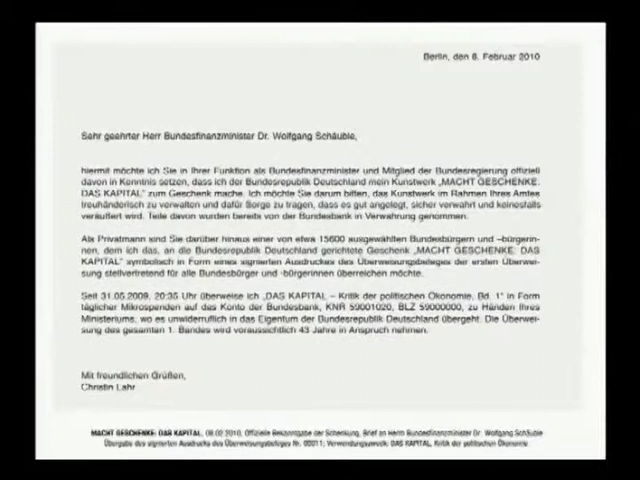 Berlin, den 8. Februar 2010
Sehr geehrter Herr Bundesfinanzminister Dr. Wolfgang Schäuble,
hiermit möchte ich Sie in Ihrer Funktion als Bundesfinanzminister und Mitglied der Bundesregierung offiziell
davon in Kenntnis setzen, dass ich der Bundesrepublik Deutschland mein Kunstwerk „MACHT GESCHENKE:
DAS KAPITAL" zum Geschenk mache. Ich möchte Sie darum bitten, das Kunstwerk im Rahmen Ihres Amtes
treuhänderisch zu verwalten und dafür Sorge zu tragen, dass es gut angelegt, sicher verwahrt und keinesfalls
veräußert wird. Teile davon wurden bereits von der Bundesbank in Verwahrung genommen.
Als Privatmann sind Sie darüber hinaus einer von etwa 15600 ausgewählten Bundesbürgern und –bürgerin-
nen, dem ich das, an die Bundesrepublik Deutschland gerichtete Geschenk „MACHT GESCHENKE: DAS
KAPITAL" symbolisch in Form eines signierten Ausdruckes des Überweisungsbeleges der ersten Überwei-
sung stellvertretend für alle Bundesbürger und -bürgerinnen überreichen möchte.
Seit 31.05.2009, 20:35 Uhr überweise ich „DAS KAPITAL – Kritik der politischen Ökonomie, Bd. 1" in Form
täglicher Mikrospenden auf das Konto der Bundesbank, KNR 59001020, BLZ 59000000, zu Händen Ihres
Ministeriums, wo es unwiderruflich in das Eigentum der Bundesrepublik Deutschland übergeht. Die Überwei-
sung des gesamten 1. Bandes wird voraussichtlich 43 Jahre in Anspruch nehmen.
Mit freundlichen Grüßen,
Christin Lahr
MACHT GESCHENKE: DAS KAPITAL, 08.02.2010, Offizielle Bekanntgabe der Schenkung, Brief an Herrn Bundesfinanzminister Dr. Wolfgang Schäuble
Übergabe des signierten Ausdrucks des Überweisungsbeleges Nr. 00011; Verwendungszweck: DAS KAPITAL, Kritik der politischen Ökonomie